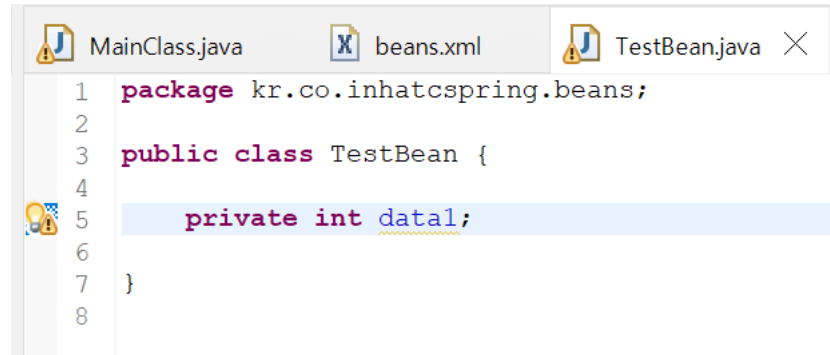 MainClass.java beans.xml TestBean.java
1 package kr.co.inhatcspring.beans;
2
3 public class TestBean {
4
5 private int data1;
6
7 }
8